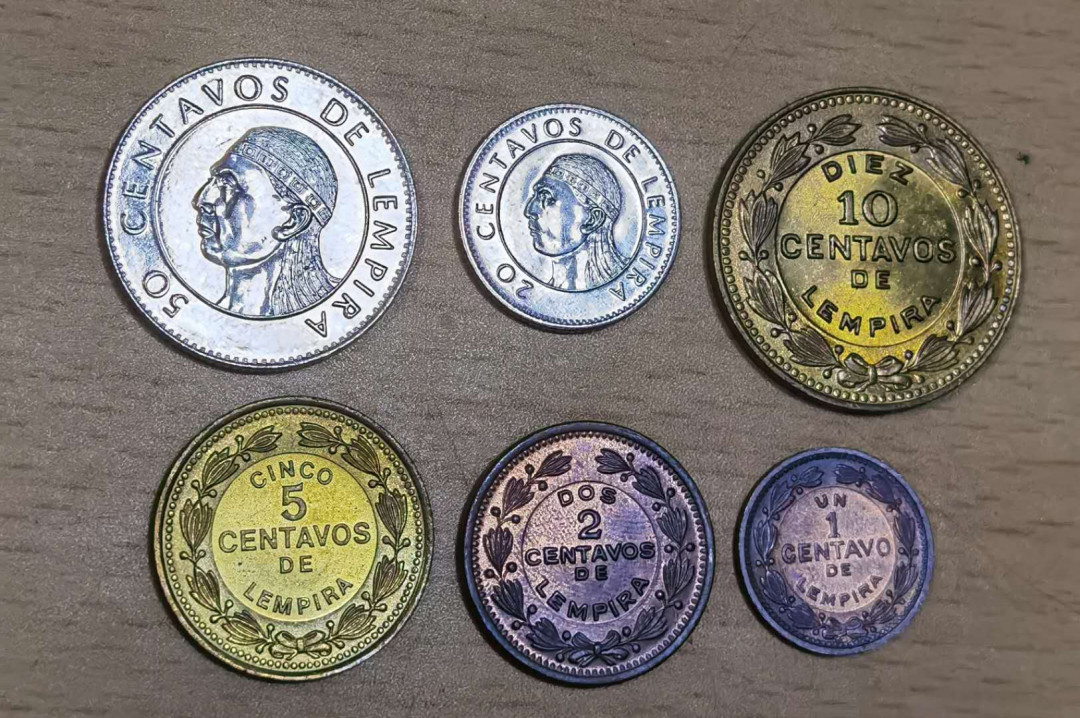 50 CENTAVOS DE LEMPIRA
20 CENTAVOS DE LEMPIRA
DIEZ
10
CENTAVOS
DE
LEMPIRA
CINCO
5
CENTAVOS
DE
LEMPIRA
DOS
2
CENTAVOS
DE
LEMPIRA
UN
1
CENTAVO
DE
LEMPIRA